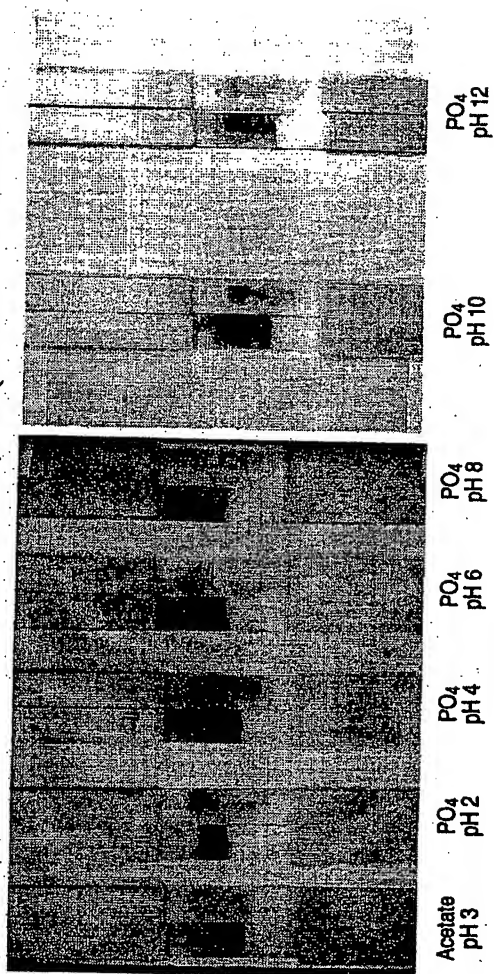 Acetate
pH 3
PO₄
pH 2
PO₄
pH 4
PO₄
pH 6
PO₄
pH 8
PO₄
pH 10
PO₄
pH 12